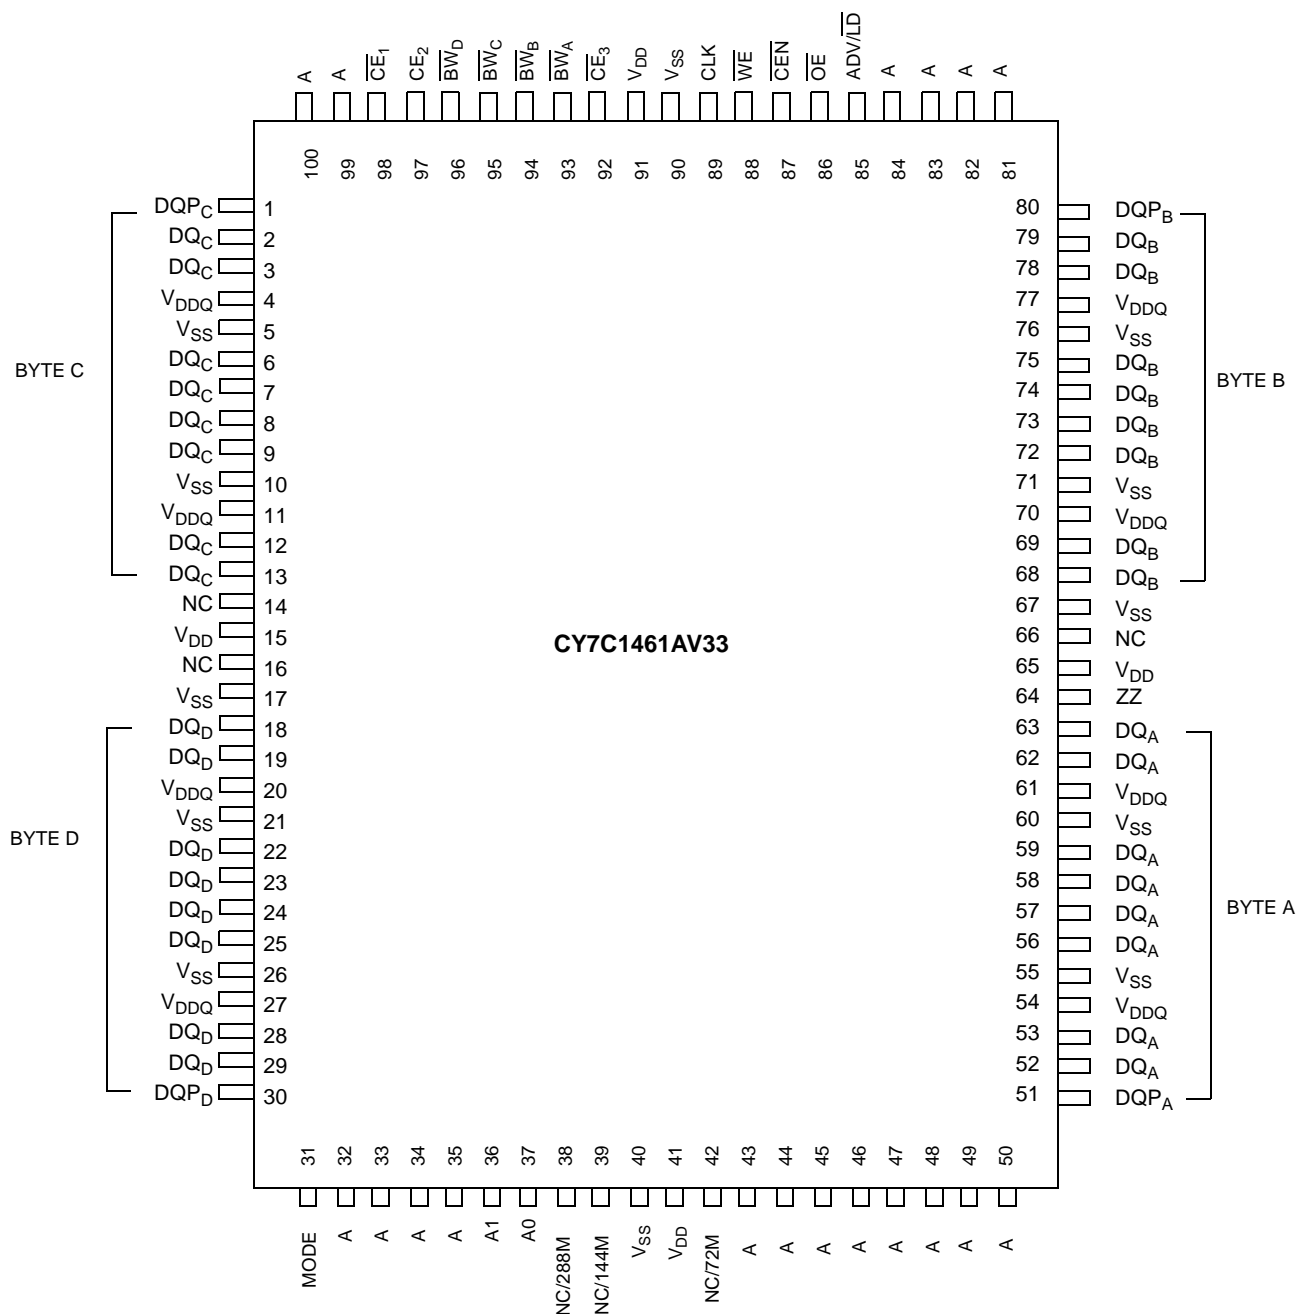 A A CE1 CE2 BWD BWC BWB BWA CE3 VDD VSS CLK WE CEN OE ADV/LD A A A A
100 99 98 97 96 95 94 93 92 91 90 89 88 87 86 85 84 83 82 81
DQPC 1 80 DQPB
DQC 2 79 DQB
DQC 3 78 DQB
VDDQ 4 77 VDDQ
VSS 5 76 VSS
DQC 6 75 DQB
BYTE C DQC 7 74 DQB BYTE B
DQC 8 73 DQB
DQC 9 72 DQB
VSS 10 71 VSS
VDDQ 11 70 VDDQ
DQC 12 69 DQB
DQC 13 68 DQB
NC 14 67 VSS
VDD 15 CY7C1461AV33 66 NC
NC 16 65 VDD
VSS 17 64 ZZ
DQD 18 63 DQA
DQD 19 62 DQA
VDDQ 20 61 VDDQ
VSS 21 60 VSS
BYTE D DQD 22 59 DQA
DQD 23 58 DQA
DQD 24 57 DQA BYTE A
DQD 25 56 DQA
VSS 26 55 VSS
VDDQ 27 54 VDDQ
DQD 28 53 DQA
DQD 29 52 DQA
DQPD 30 51 DQPA
31 32 33 34 35 36 37 38 39 40 41 42 43 44 45 46 47 48 49 50
MODE A A A A A1 A0 NC/288M NC/144M VSS VDD NC/72M A A A A A A A A